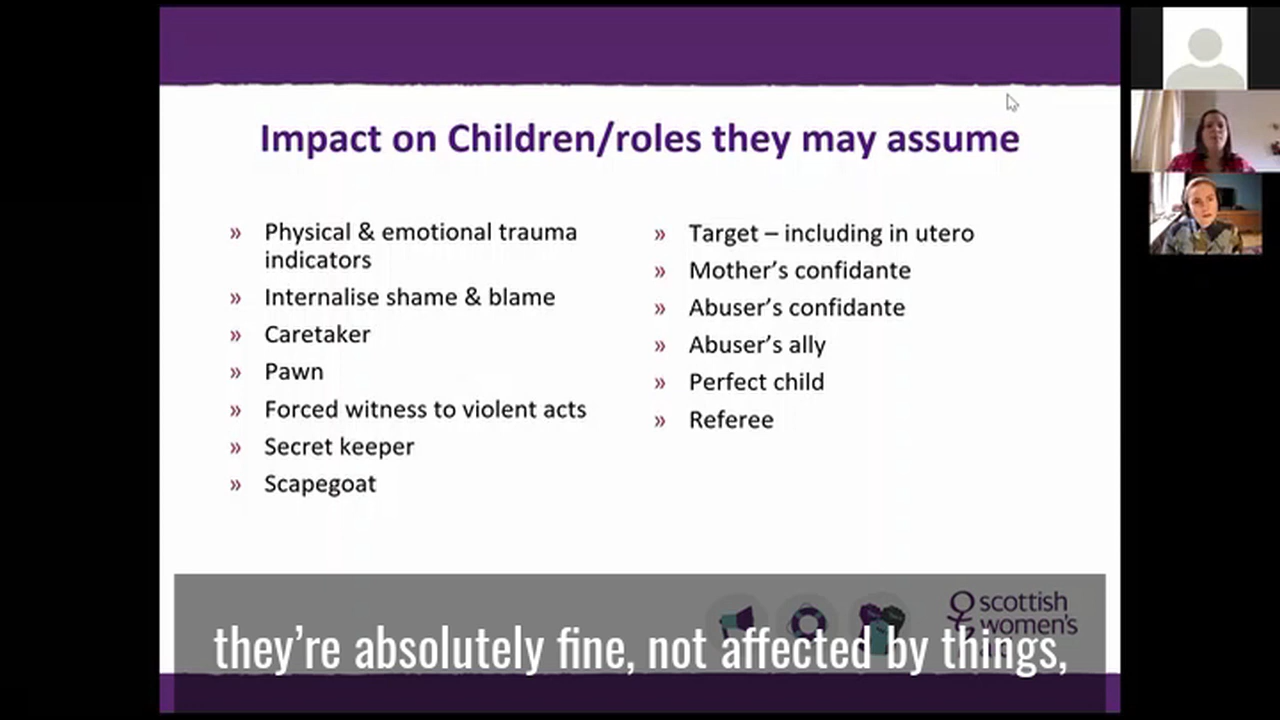 Impact on Children/roles they may assume
» Physical & emotional trauma
indicators
» Internalise shame & blame
» Caretaker
» Pawn
» Forced witness to violent acts
» Secret keeper
» Scapegoat
» Target – including in utero
» Mother's confidante
» Abuser's confidante
» Abuser's ally
» Perfect child
» Referee
scottish
women's
they're absolutely fine, not affected by things,